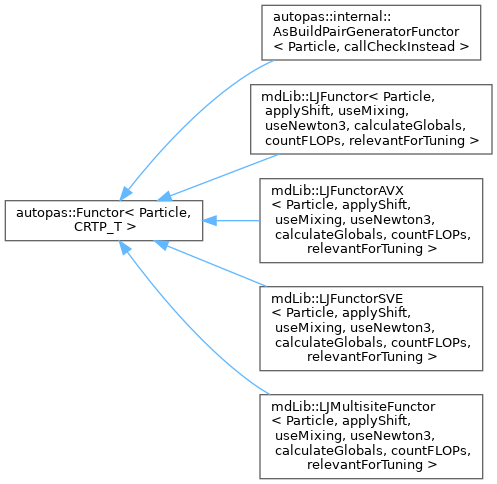 autopas::internal::
AsBuildPairGeneratorFunctor
< Particle, callCheckInstead >
mdLib::LJFunctor< Particle,
applyShift, useMixing,
useNewton3, calculateGlobals,
countFLOPs, relevantForTuning >
mdLib::LJFunctorAVX
< Particle, applyShift,
useMixing, useNewton3,
calculateGlobals, countFLOPs,
relevantForTuning >
autopas::Functor< Particle,
CRTP_T >
mdLib::LJFunctorSVE
< Particle, applyShift,
useMixing, useNewton3,
calculateGlobals, countFLOPs,
relevantForTuning >
mdLib::LJMultisiteFunctor
< Particle, applyShift,
useMixing, useNewton3,
calculateGlobals, countFLOPs,
relevantForTuning >